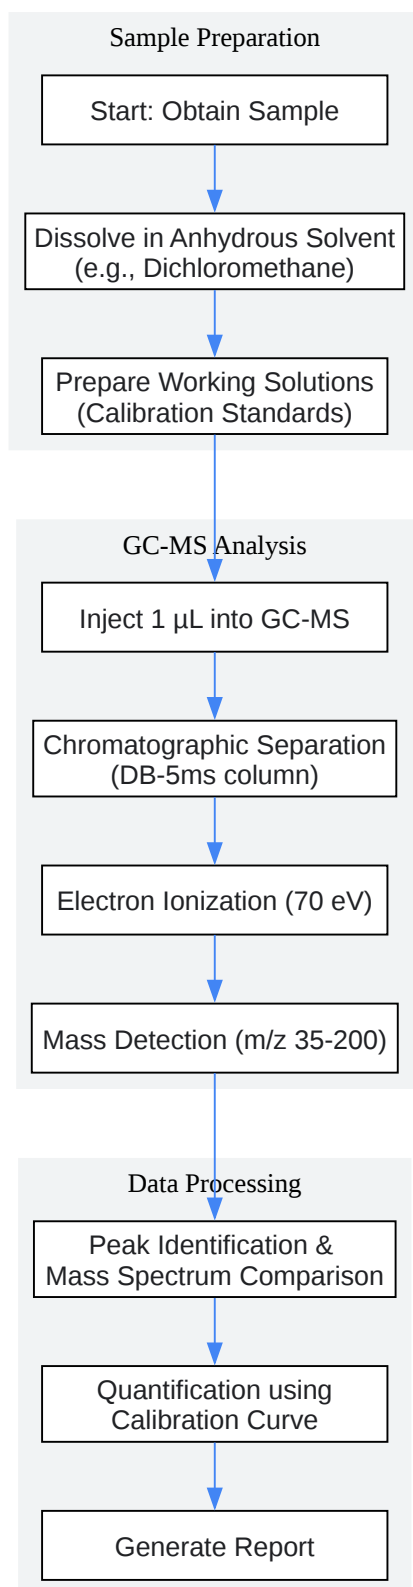 Sample Preparation
Start: Obtain Sample
Dissolve in Anhydrous Solvent
(e.g., Dichloromethane)
Prepare Working Solutions
(Calibration Standards)
GC-MS Analysis
Inject 1 µL into GC-MS
Chromatographic Separation
(DB-5ms column)
Electron Ionization (70 eV)
Mass Detection (m/z 35-200)
Data Processing
Peak Identification &
Mass Spectrum Comparison
Quantification using
Calibration Curve
Generate Report